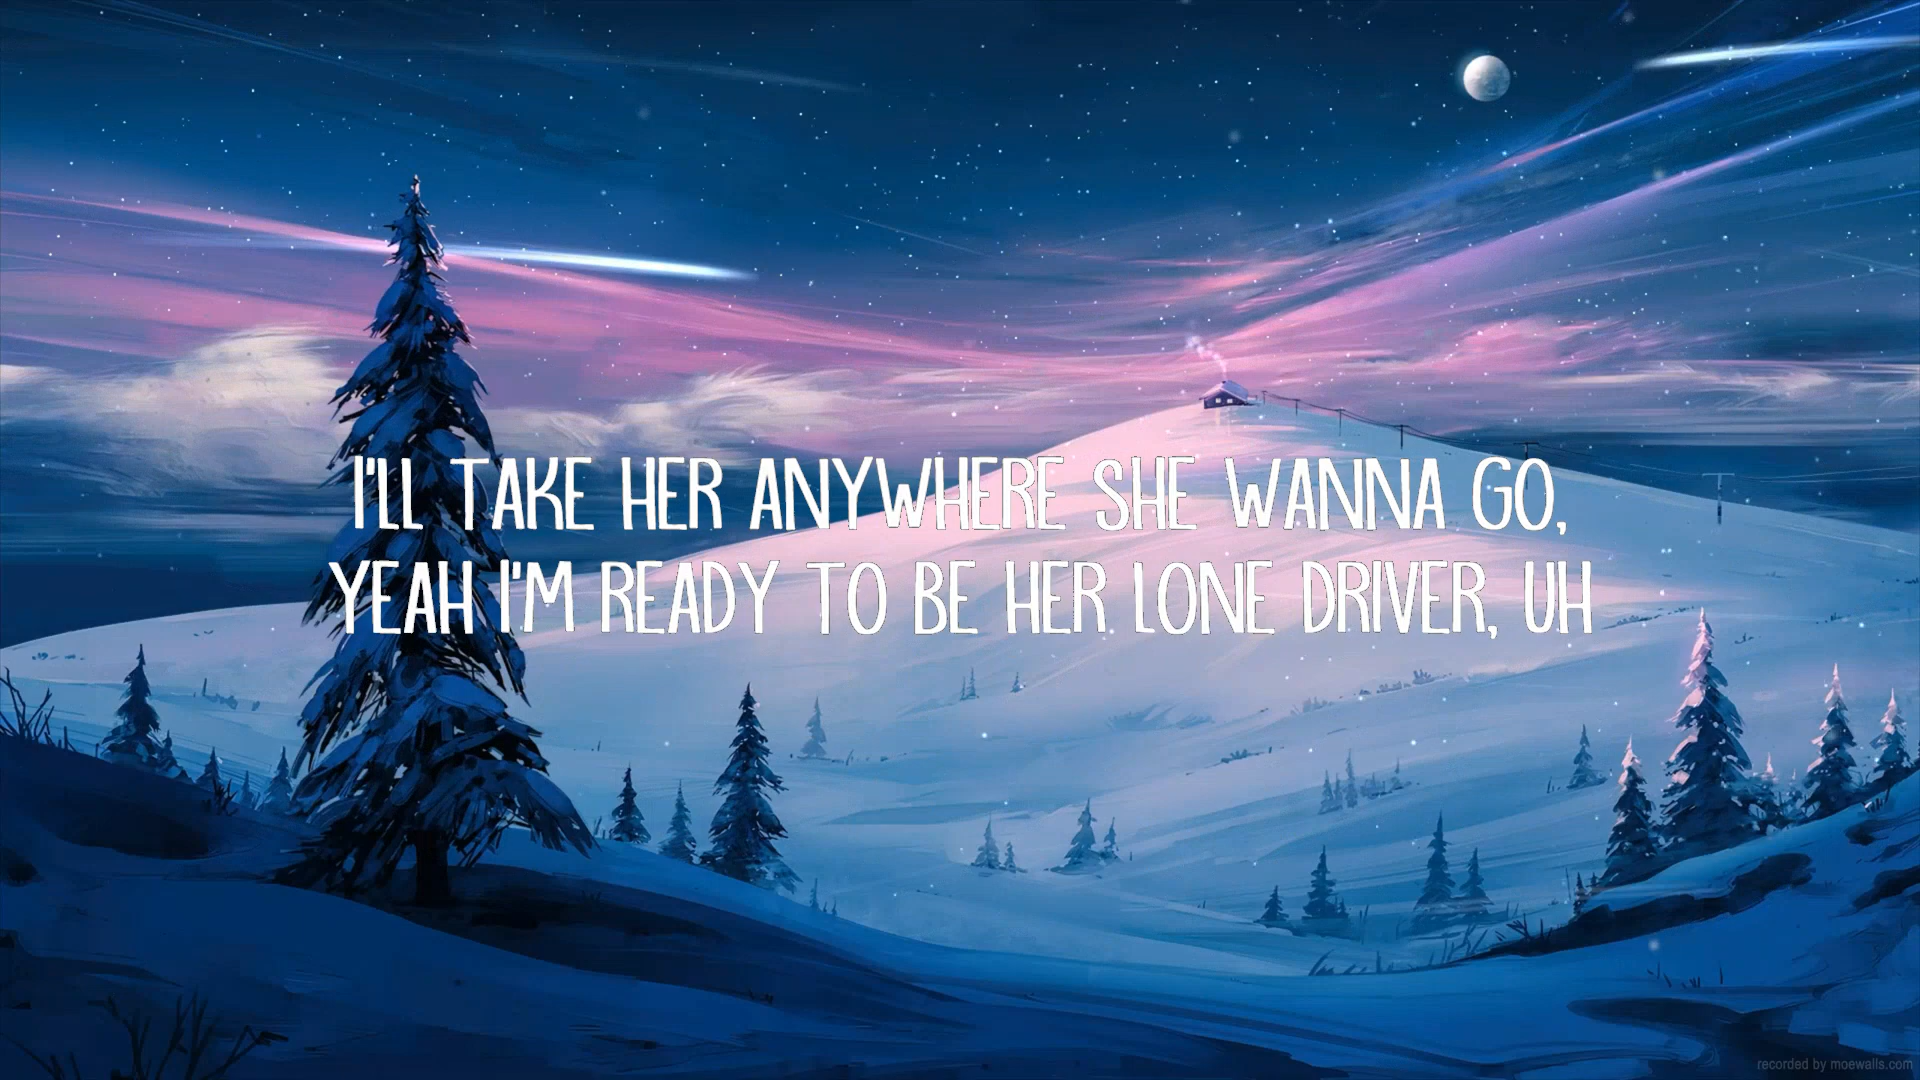 I'LL TAKE HER ANYWHERE SHE WANNA GO,
YEAH I'M READY TO BE HER LONE DRIVER, UH
recorded by moewalls.com